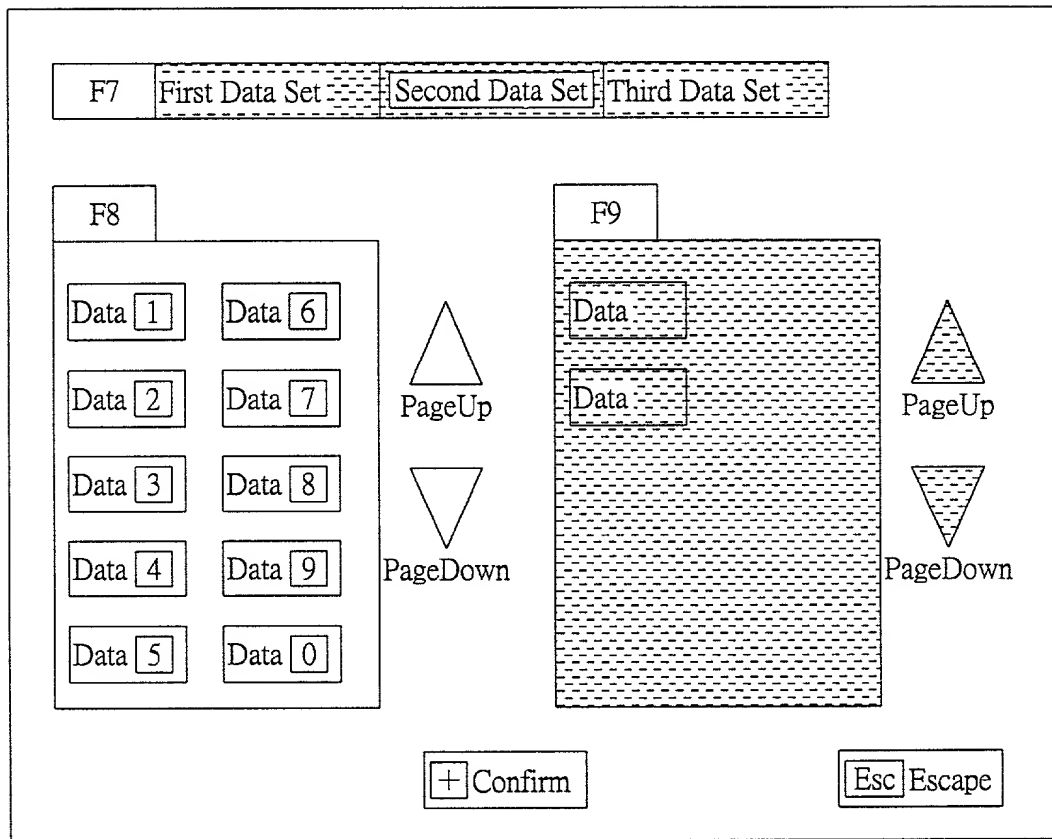 F7 First Data Set Second Data Set Third Data Set
F8 F9
Data 1 Data 6 Data
Data 2 Data 7 PageUp Data PageUp
Data 3 Data 8
Data 4 Data 9 PageDown PageDown
Data 5 Data 0
+ Confirm Esc Escape